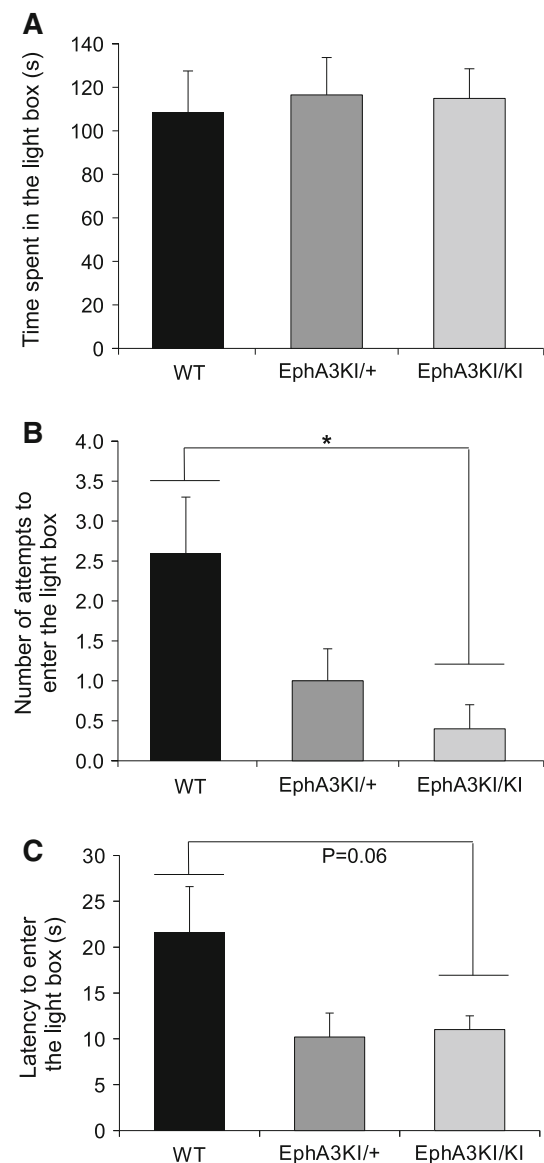 A
Time spent in the light box (s)
140
120
100
80
60
40
20
0
WT EphA3KI/+ EphA3KI/KI
B
Number of attempts to
enter the light box
4.0
3.5
3.0
2.5
2.0
1.5
1.0
0.5
0.0
*
WT EphA3KI/+ EphA3KI/KI
C
Latency to enter
the light box (s)
30
25
20
15
10
5
0
P=0.06
WT EphA3KI/+ EphA3KI/KI